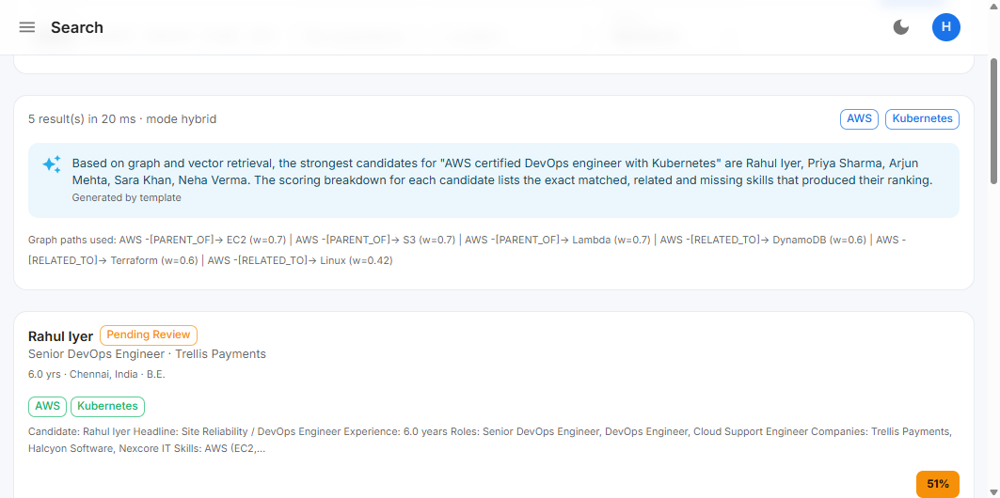 Search
H
5 result(s) in 20 ms · mode hybrid
AWS Kubernetes
Based on graph and vector retrieval, the strongest candidates for "AWS certified DevOps engineer with Kubernetes" are Rahul Iyer, Priya Sharma, Arjun
Mehta, Sara Khan, Neha Verma. The scoring breakdown for each candidate lists the exact matched, related and missing skills that produced their ranking.
Generated by template
Graph paths used: AWS -[PARENT_OF]→ EC2 (w=0.7) | AWS -[PARENT_OF]→ S3 (w=0.7) | AWS -[PARENT_OF]→ Lambda (w=0.7) | AWS -[RELATED_TO]→ DynamoDB (w=0.6) | AWS -
[RELATED_TO]→ Terraform (w=0.6) | AWS -[RELATED_TO]→ Linux (w=0.42)
Rahul Iyer Pending Review
Senior DevOps Engineer · Trellis Payments
6.0 yrs · Chennai, India · B.E.
AWS Kubernetes
Candidate: Rahul Iyer Headline: Site Reliability / DevOps Engineer Experience: 6.0 years Roles: Senior DevOps Engineer, DevOps Engineer, Cloud Support Engineer Companies: Trellis Payments,
Halcyon Software, Nexcore IT Skills: AWS (EC2,...
51%